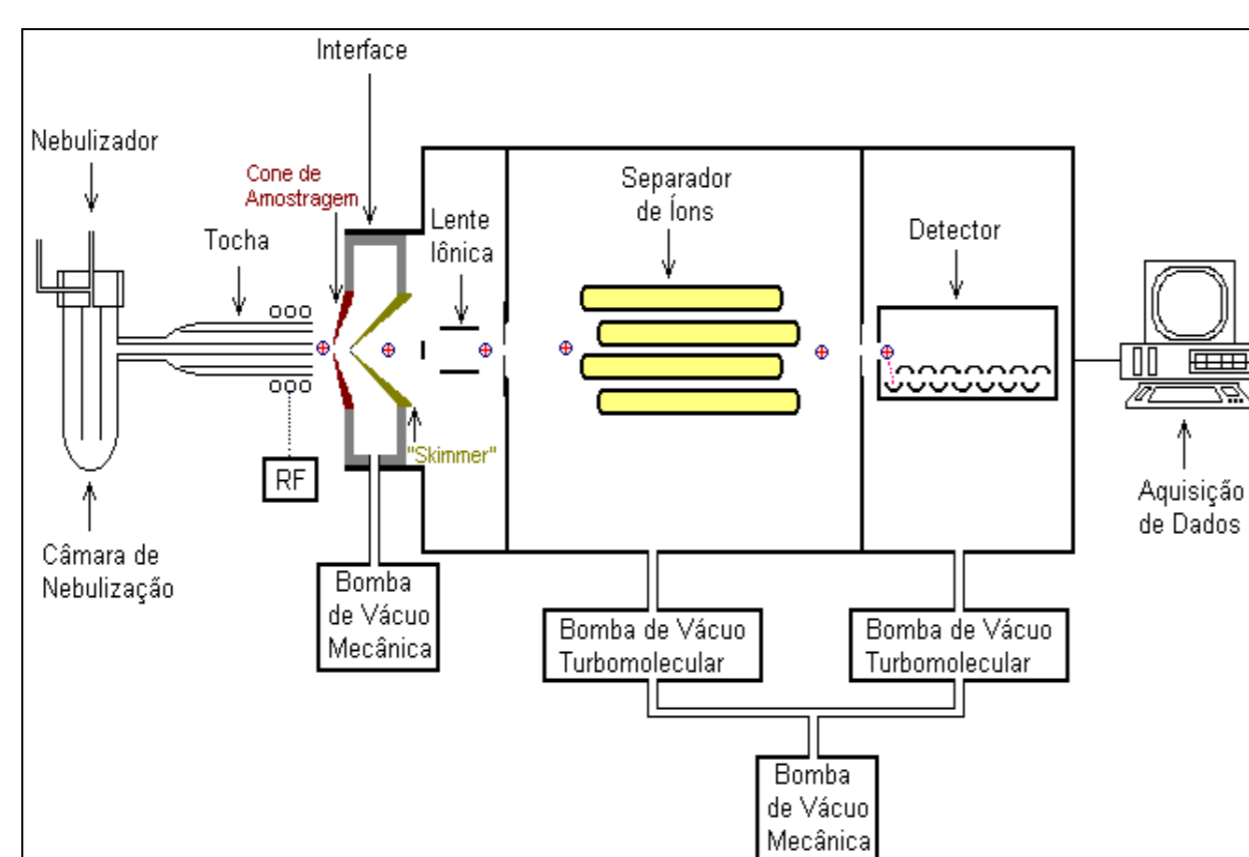 Interface
Nebulizador
Cone de
Amostragem
Tocha
Lente
Iônica
Separador
de Íons
Detector
"Skimmer"
RF
Câmara de
Nebulização
Aquisição
de Dados
Bomba
de Vácuo
Mecânica
Bomba de Vácuo
Turbomolecular
Bomba de Vácuo
Turbomolecular
Bomba
de Vácuo
Mecânica